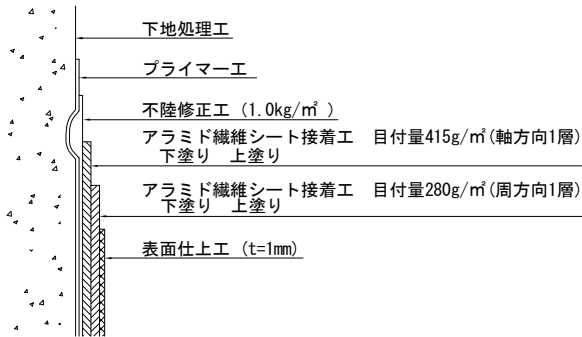 下地処理工
プライマー工
不陸修正工 (1.0kg/㎡ )
アラミド繊維シート接着工　目付量415g/㎡(軸方向1層)
下塗り　上塗り
アラミド繊維シート接着工　目付量280g/㎡(周方向1層)
下塗り　上塗り
表面仕上工 (t=1mm)